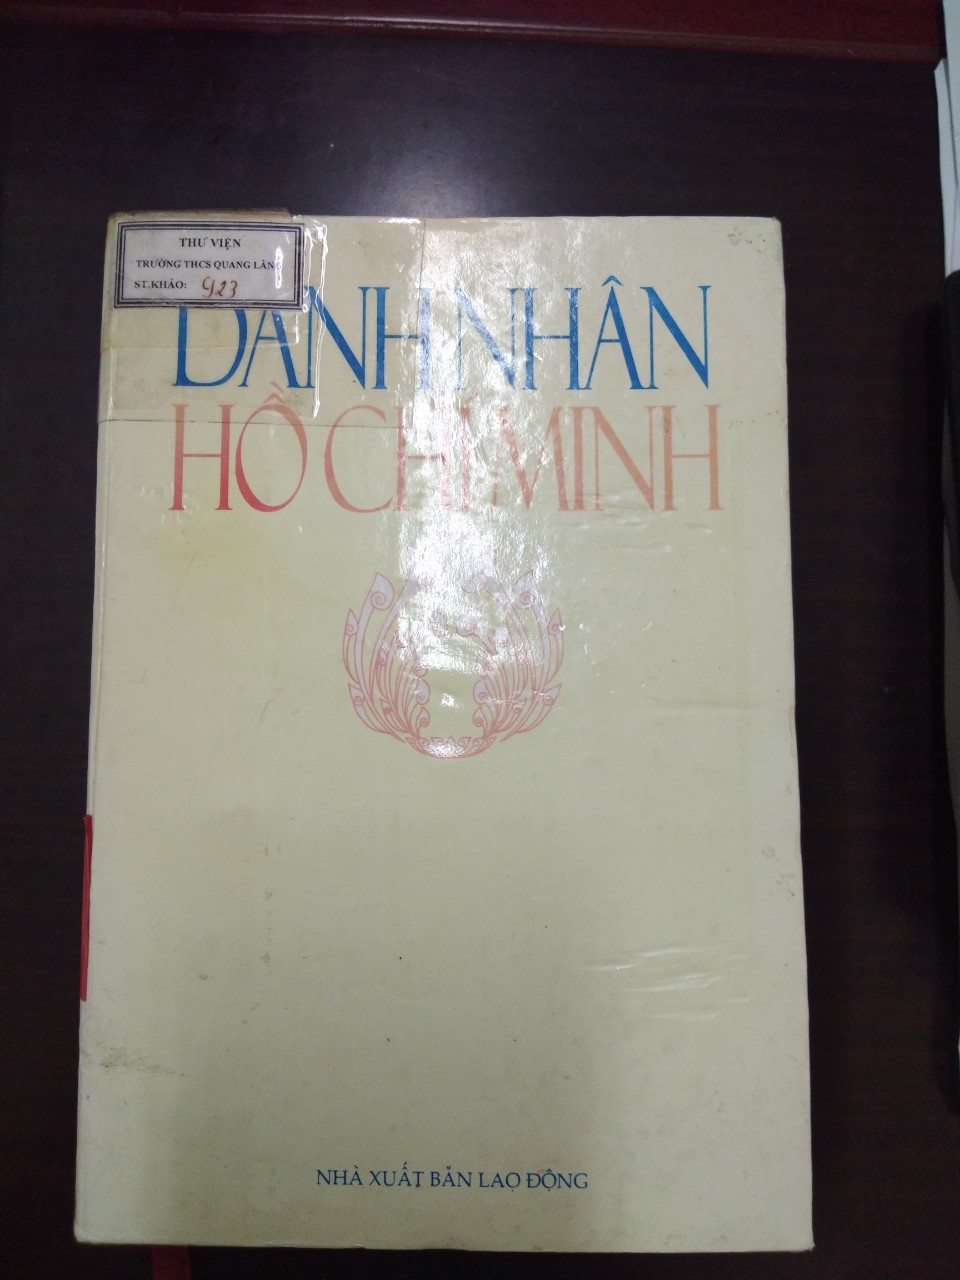 THƯ VIỆN
TRƯỜNG THCS QUANG LÃNG
ST.KHẢO: 923
DANH NHÂN
HỒ CHÍ MINH
NHÀ XUẤT BẢN LAO ĐỘNG